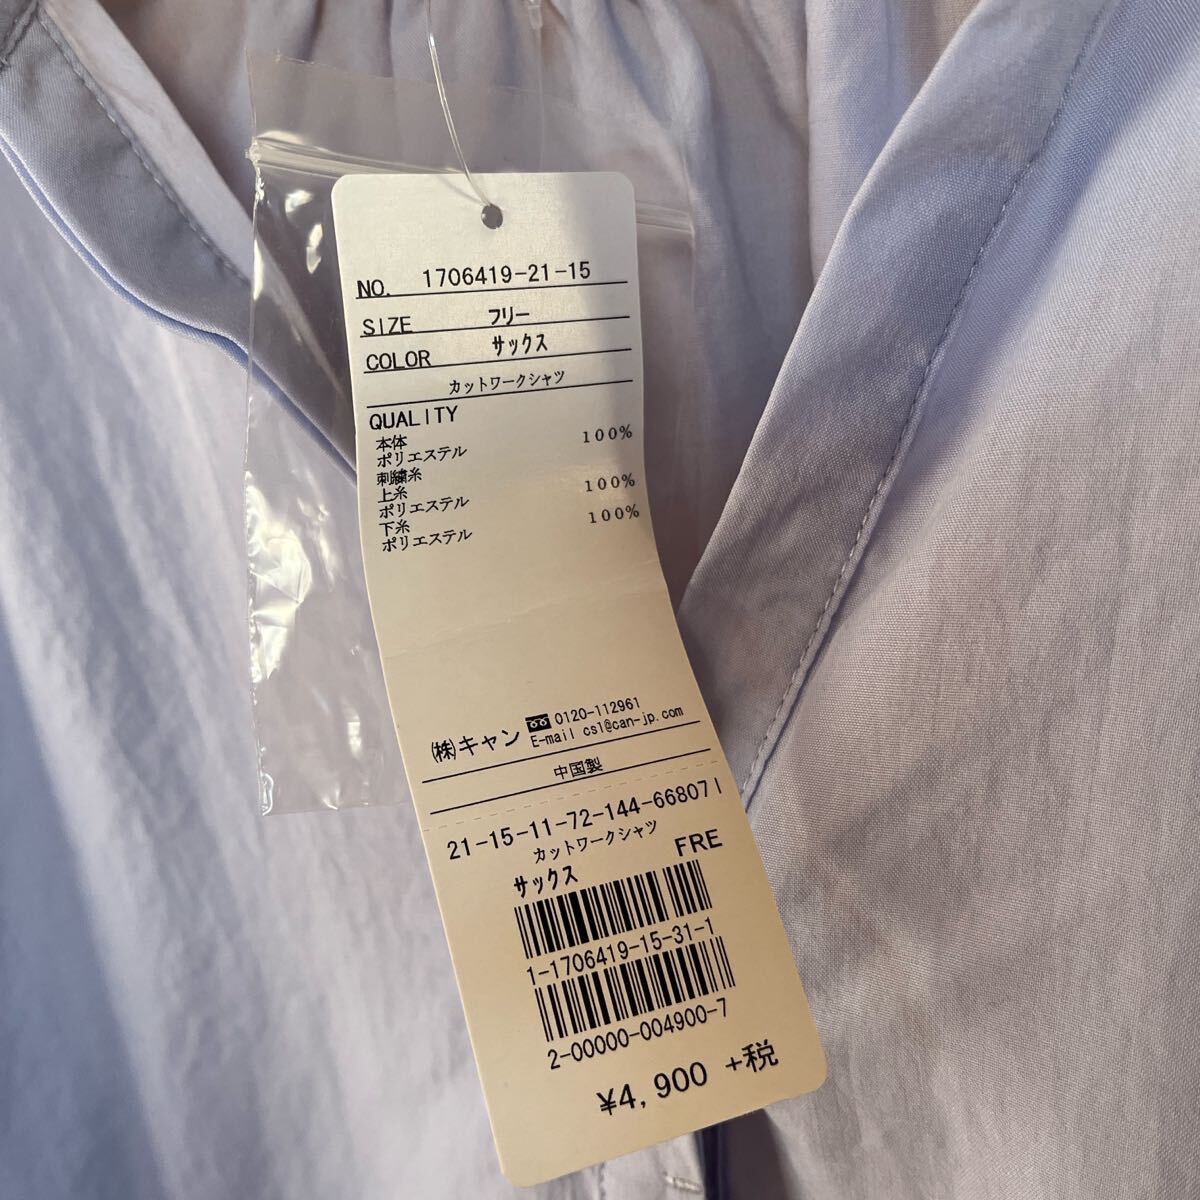 NO. 1706419-21-15
SIZE フリー
COLOR サックス
カットワークシャツ
QUALITY
本体
ポリエステル 100%
刺繍糸
上糸
ポリエステル 100%
下糸
ポリエステル 100%
㈱キャン 0120-112961
E-mail cs1@can-jp.com
中国製
21-15-11-72-144-668071
カットワークシャツ
サックス FRE
1-1706419-15-31-1
2-00000-004900-7
¥4,900 +税